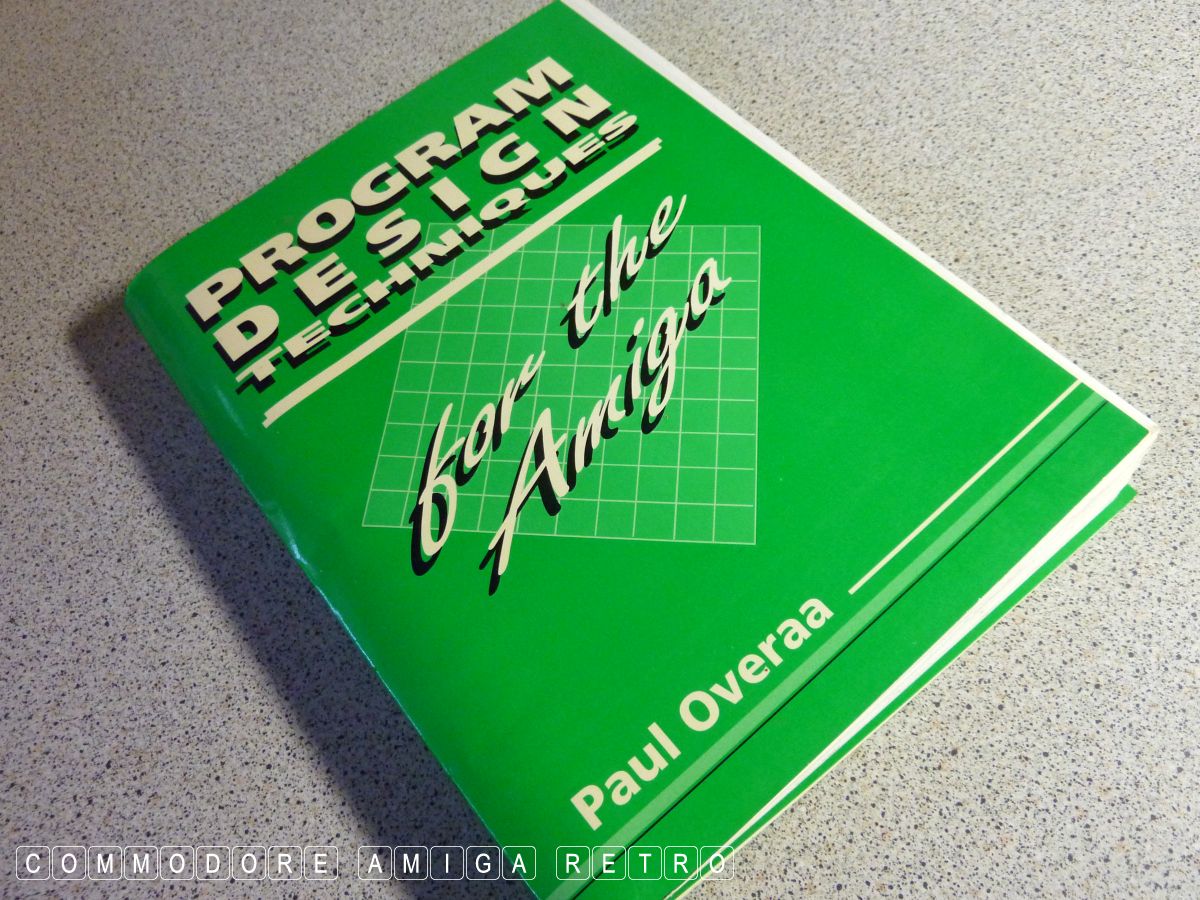 PROGRAM
DESIGN
TECHNIQUES
for the
Amiga
Paul Overaa
COMMODORE AMIGA RETRO